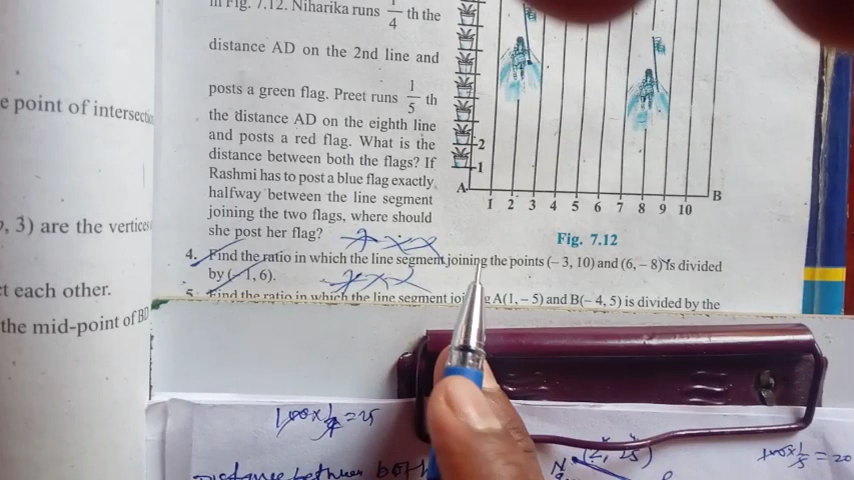 in Fig. 7.12. Niharika runs 1/4 th the
distance AD on the 2nd line and
posts a green flag. Preet runs 1/5 th
the distance AD on the eighth line
and posts a red flag. What is the
distance between both the flags? If
Rashmi has to post a blue flag exactly
halfway between the line segment
joining the two flags, where should
she post her flag?
2
1
A
B
1 2 3 4 5 6 7 8 9 10
Fig. 7.12
4. Find the ratio in which the line segment joining the points (– 3, 10) and (6, – 8) is divided
by (– 1, 6).
5. Find the ratio in which the line segment A(1, – 5) and B(– 4, 5) is divided by the
e point of intersection
, 3) are the vertices
ct each other.
the mid-point of BD
100 x 1/4 = 25
Distance between both
N (2, 25)
100 x 1/5 = 20